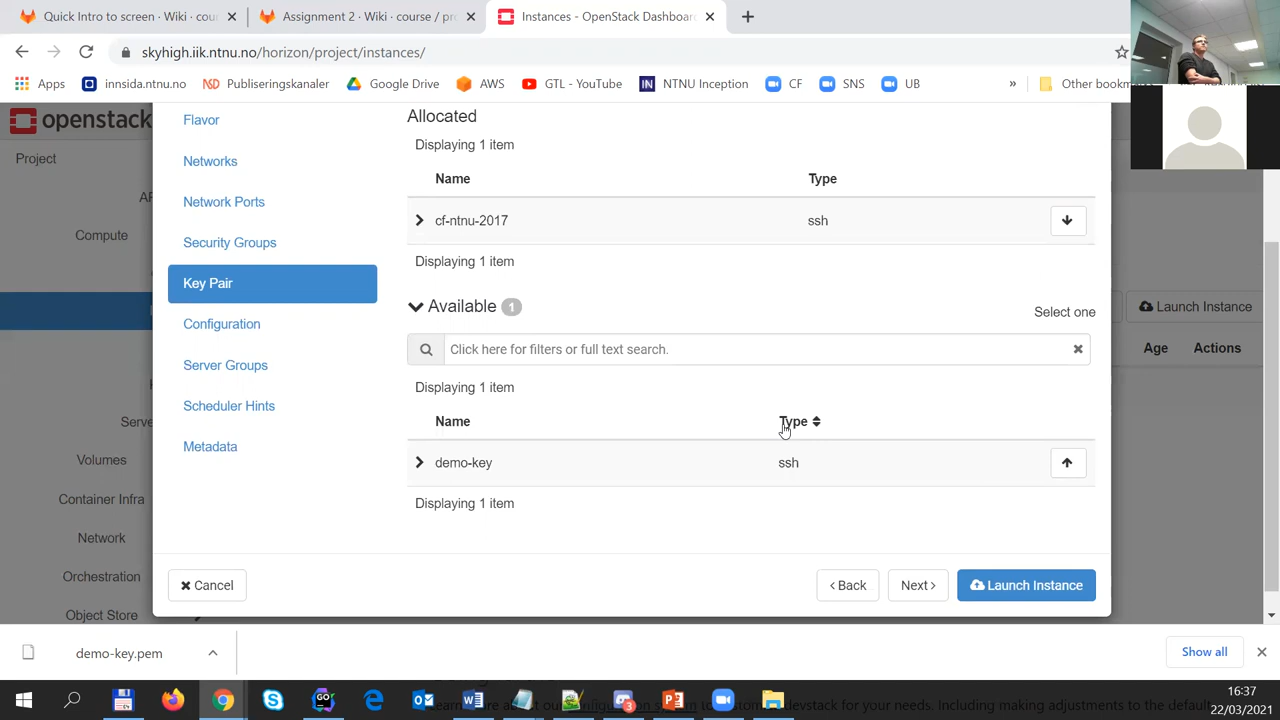 Quick Intro to screen · Wiki · cou
Assignment 2 · Wiki · course / pr
Instances - OpenStack Dashboar
skyhigh.iik.ntnu.no/horizon/project/instances/
Apps
innsida.ntnu.no
Publiseringskanaler
Google Drive
AWS
GTL - YouTube
IN
NTNU Inception
CF
SNS
UB
»
Other bookm
openstack
Project
Compute
Volumes
Container Infra
Network
Orchestration
Object Store
Flavor
Networks
Network Ports
Security Groups
Key Pair
Configuration
Server Groups
Scheduler Hints
Metadata
Allocated
Displaying 1 item
Name Type
cf-ntnu-2017 ssh
Displaying 1 item
Available 1
Select one
Click here for filters or full text search.
Displaying 1 item
Name Type
demo-key ssh
Displaying 1 item
Cancel
Back
Next
Launch Instance
Launch Instance
Age Actions
demo-key.pem
Show all
16:37
22/03/2021